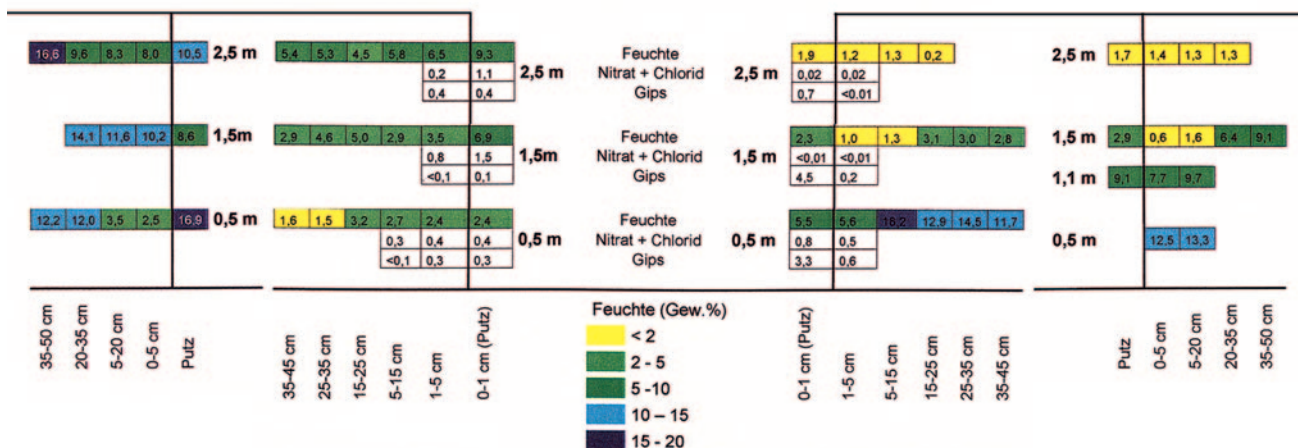 16,6 9,6 8,3 8,0 10,5 2,5 m
14,1 11,6 10,2 8,6 1,5m
12,2 12,0 3,5 2,5 16,9 0,5 m
35-50 cm
20-35 cm
5-20 cm
0-5 cm
Putz
5,4 5,3 4,5 5,8 6,5 9,3
0,2 1,1 2,5 m
0,4 0,4
2,9 4,6 5,0 2,9 3,5 6,9
0,8 1,5 1,5m
<0,1 0,1
1,6 1,5 3,2 2,7 2,4 2,4
0,3 0,4 0,4 0,5 m
<0,1 0,3 0,3
35-45 cm
25-35 cm
15-25 cm
5-15 cm
1-5 cm
0-1 cm (Putz)
Feuchte
Nitrat + Chlorid
Gips
Feuchte
Nitrat + Chlorid
Gips
Feuchte
Nitrat + Chlorid
Gips
Feuchte (Gew.%)
< 2
2 - 5
5 -10
10 – 15
15 - 20
1,9 1,2 1,3 0,2
2,5 m 0,02 0,02
0,7 <0.01
2,3 1,0 1,3 3,1 3,0 2,8
1,5 m <0,01 <0,01
4,5 0,2
5,5 5,6 18,2 12,9 14,5 11,7
0,5 m 0,8 0,5
3,3 0,6
0-1 cm (Putz)
1-5 cm
5-15 cm
15-25 cm
25-35 cm
35-45 cm
2,5 m 1,7 1,4 1,3 1,3
1,5 m 2,9 0,6 1,6 6,4 9,1
1,1 m 9,1 7,7 9,7
0,5 m 12,5 13,3
Putz
0-5 cm
5-20 cm
20-35 cm
35-50 cm